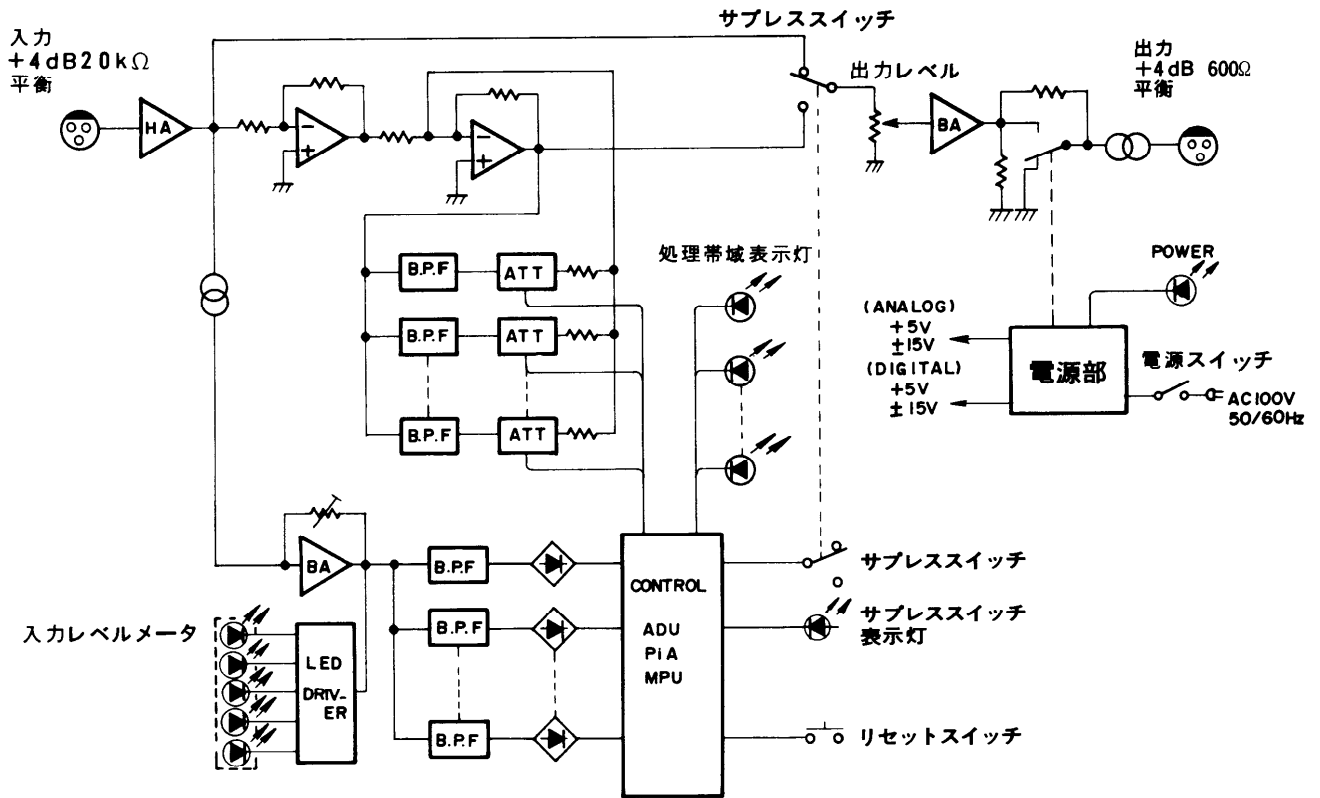 サプレススイッチ
入力
+4dB20kΩ
平衡
HA
−
+
−
+
出力レベル
BA
出力
+4dB 600Ω
平衡
B.P.F
ATT
B.P.F
ATT
B.P.F
ATT
処理帯域表示灯
POWER
(ANALOG)
+5V
±15V
(DIGITAL)
+5V
±15V
電源部
電源スイッチ
AC100V
50/60Hz
BA
B.P.F
B.P.F
B.P.F
CONTROL
ADU
PiA
MPU
サプレススイッチ
サプレススイッチ
表示灯
リセットスイッチ
入力レベルメータ
LED
DRIV-
ER